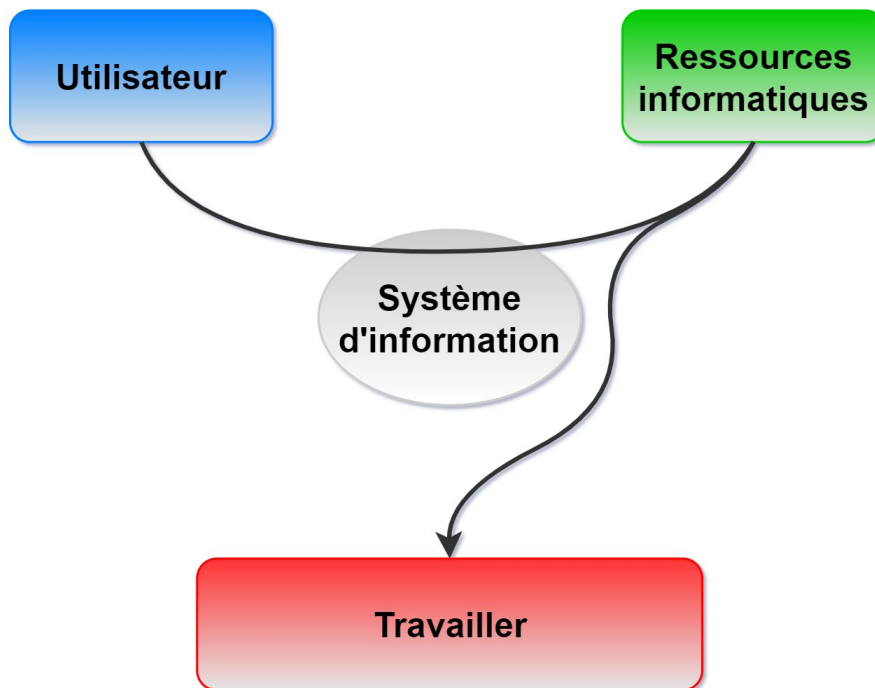 Utilisateur
Ressources
informatiques
Système
d'information
Travailler